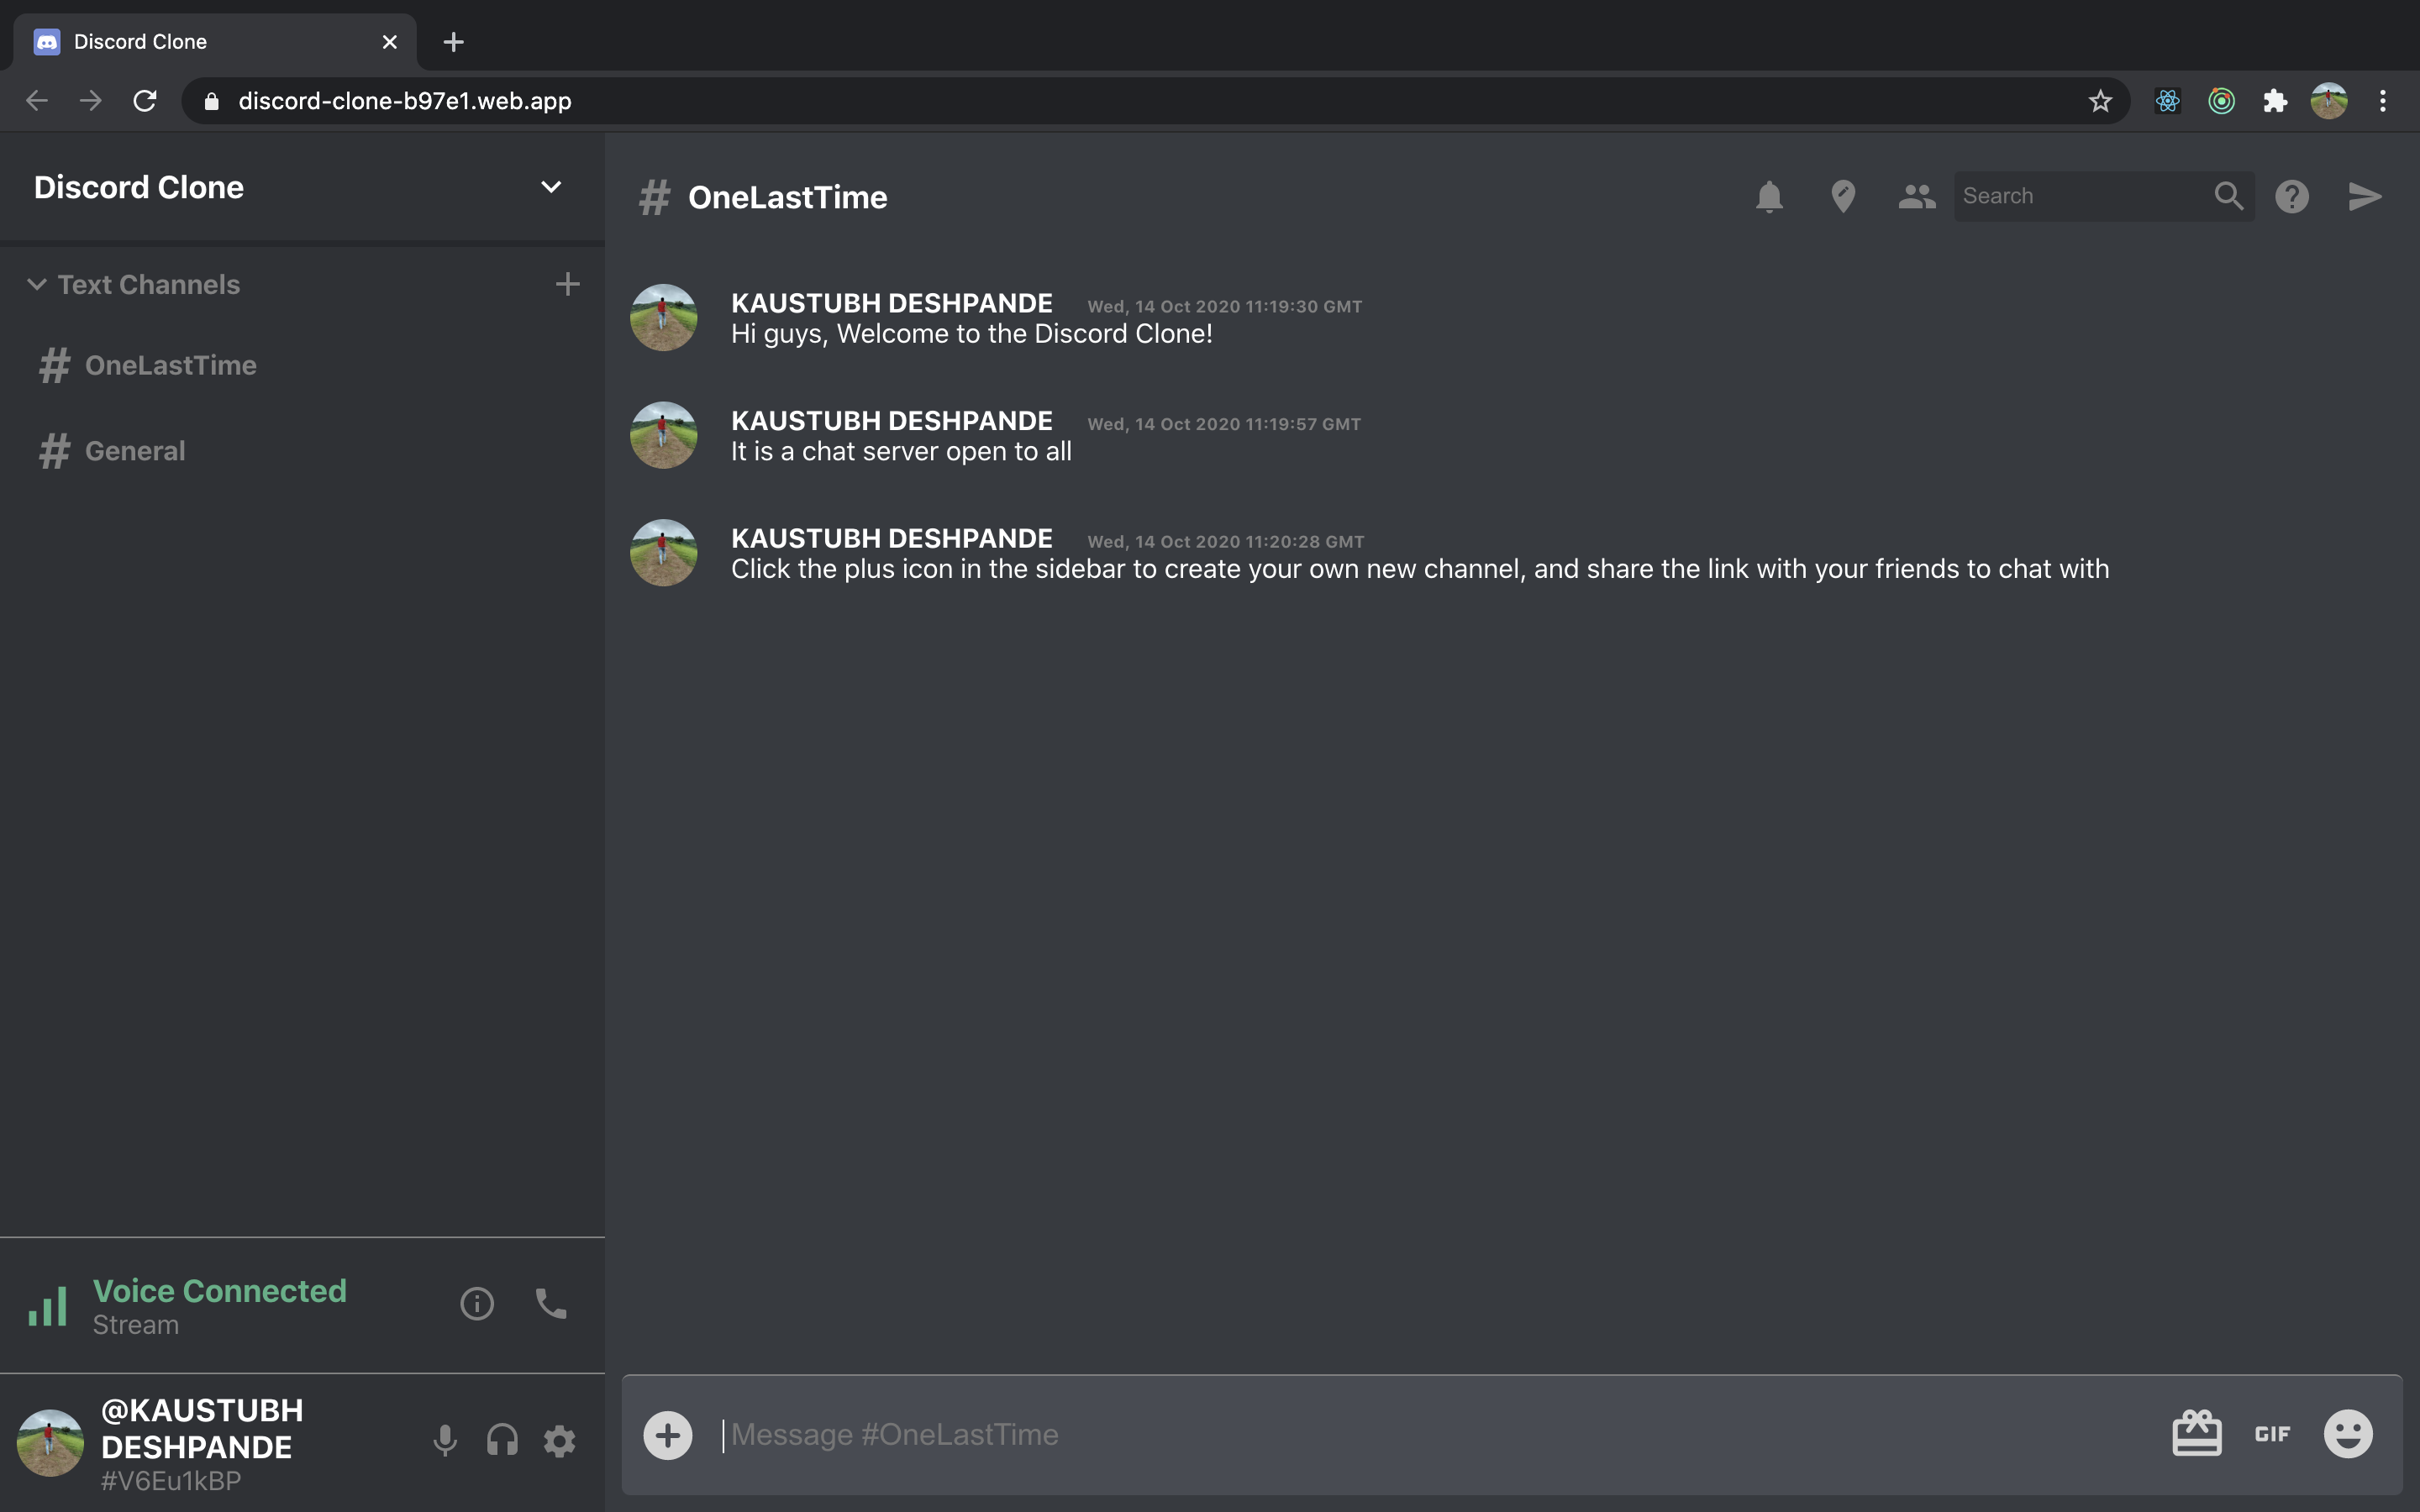 Discord Clone
discord-clone-b97e1.web.app
Discord Clone
Text Channels
# OneLastTime
# General
Voice Connected
Stream
@KAUSTUBH
DESHPANDE
#V6Eu1kBP
# OneLastTime
Search
KAUSTUBH DESHPANDE Wed, 14 Oct 2020 11:19:30 GMT
Hi guys, Welcome to the Discord Clone!
KAUSTUBH DESHPANDE Wed, 14 Oct 2020 11:19:57 GMT
It is a chat server open to all
KAUSTUBH DESHPANDE Wed, 14 Oct 2020 11:20:28 GMT
Click the plus icon in the sidebar to create your own new channel, and share the link with your friends to chat with
Message #OneLastTime
GIF